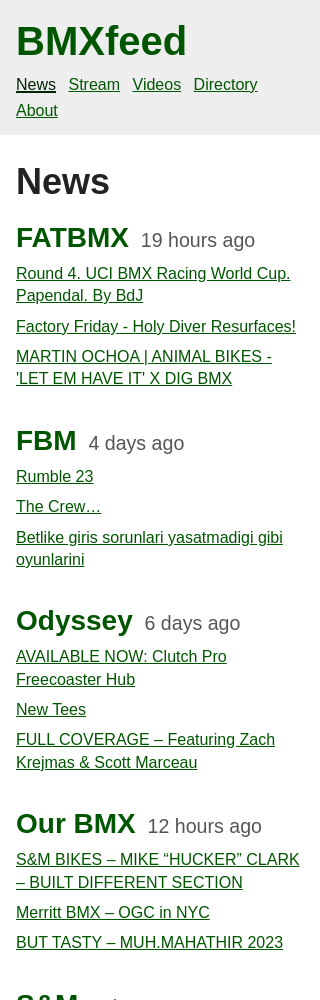 BMXfeed
News Stream Videos Directory
About
News
FATBMX 19 hours ago
Round 4. UCI BMX Racing World Cup.
Papendal. By BdJ
Factory Friday - Holy Diver Resurfaces!
MARTIN OCHOA | ANIMAL BIKES -
'LET EM HAVE IT' X DIG BMX
FBM 4 days ago
Rumble 23
The Crew…
Betlike giris sorunlari yasatmadigi gibi
oyunlarini
Odyssey 6 days ago
AVAILABLE NOW: Clutch Pro
Freecoaster Hub
New Tees
FULL COVERAGE – Featuring Zach
Krejmas & Scott Marceau
Our BMX 12 hours ago
S&M BIKES – MIKE “HUCKER” CLARK
– BUILT DIFFERENT SECTION
Merritt BMX – OGC in NYC
BUT TASTY – MUH.MAHATHIR 2023
S&M